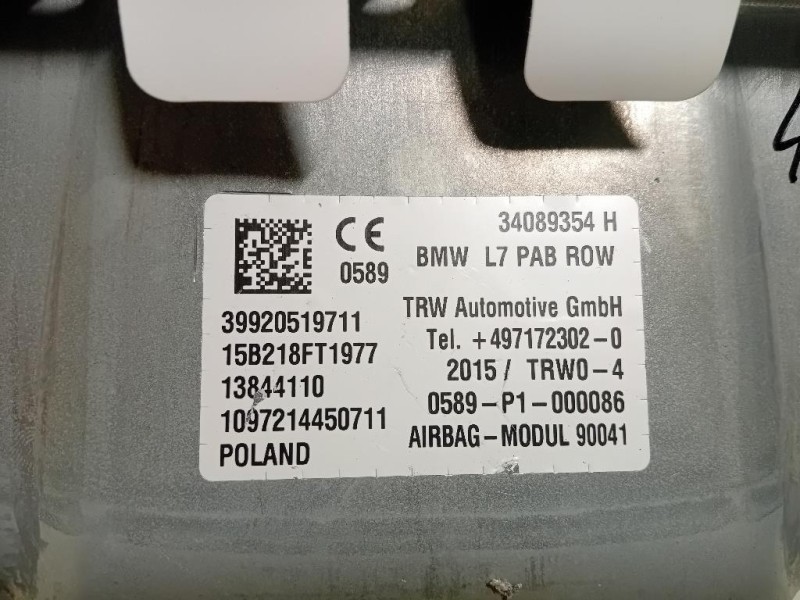 34089354 H
CE
BMW L7 PAB ROW
0589
39920519711
TRW Automotive GmbH
15B218FT1977
Tel. +497172302-0
13844110
2015/ TRW0-4
1097214450711
0589-P1-000086
POLAND
AIRBAG-MODUL 90041